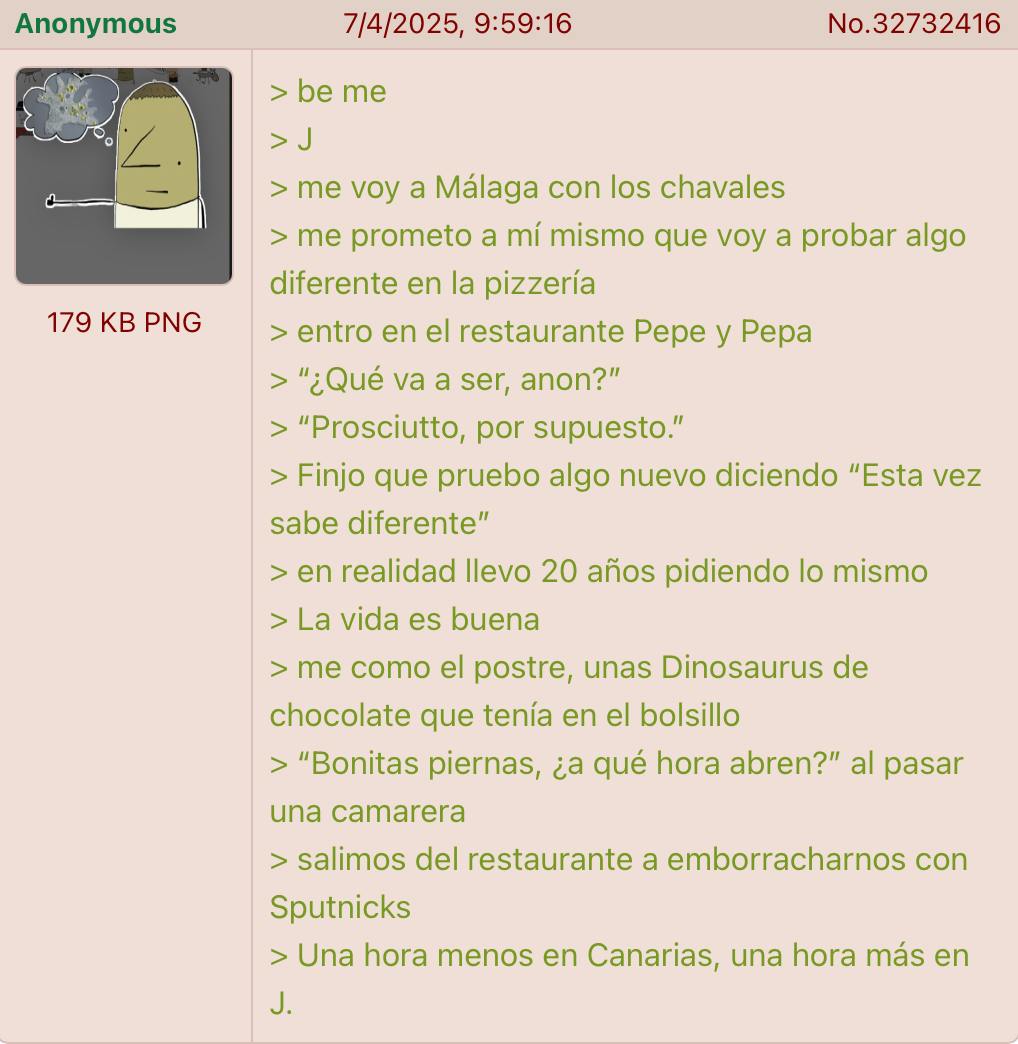 Anonymous 7/4/2025, 9:59:16 No.32732416
179 KB PNG
> be me
> J
> me voy a Málaga con los chavales
> me prometo a mí mismo que voy a probar algo
diferente en la pizzería
> entro en el restaurante Pepe y Pepa
> “¿Qué va a ser, anon?”
> “Prosciutto, por supuesto.”
> Finjo que pruebo algo nuevo diciendo “Esta vez
sabe diferente”
> en realidad llevo 20 años pidiendo lo mismo
> La vida es buena
> me como el postre, unas Dinosaurus de
chocolate que tenía en el bolsillo
> “Bonitas piernas, ¿a qué hora abren?” al pasar
una camarera
> salimos del restaurante a emborracharnos con
Sputnicks
> Una hora menos en Canarias, una hora más en
J.